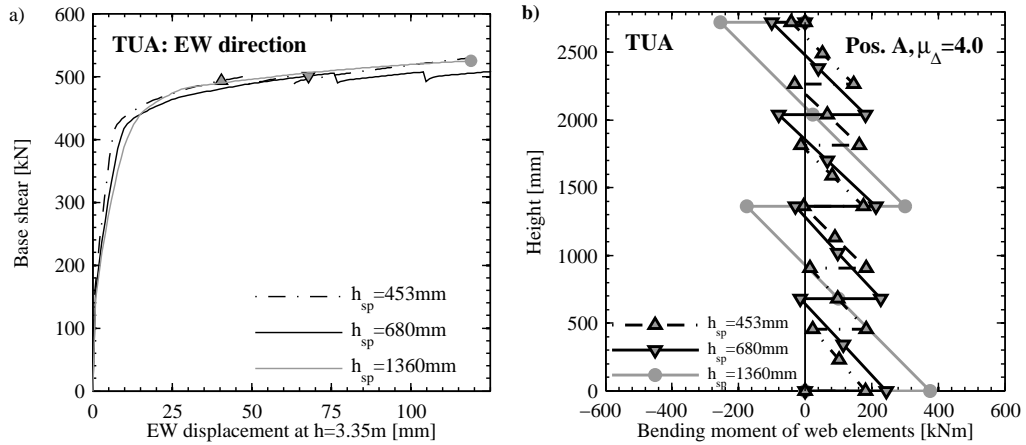 a)
TUA: EW direction
Base shear [kN]
600
500
400
300
200
100
0
h_sp=453mm
h_sp=680mm
h_sp=1360mm
0 25 50 75 100
EW displacement at h=3.35m [mm]
b)
TUA
Pos. A, μ_Δ=4.0
Height [mm]
2500
2000
1500
1000
500
0
h_sp=453mm
h_sp=680mm
h_sp=1360mm
−600 −400 −200 0 200 400 600
Bending moment of web elements [kNm]